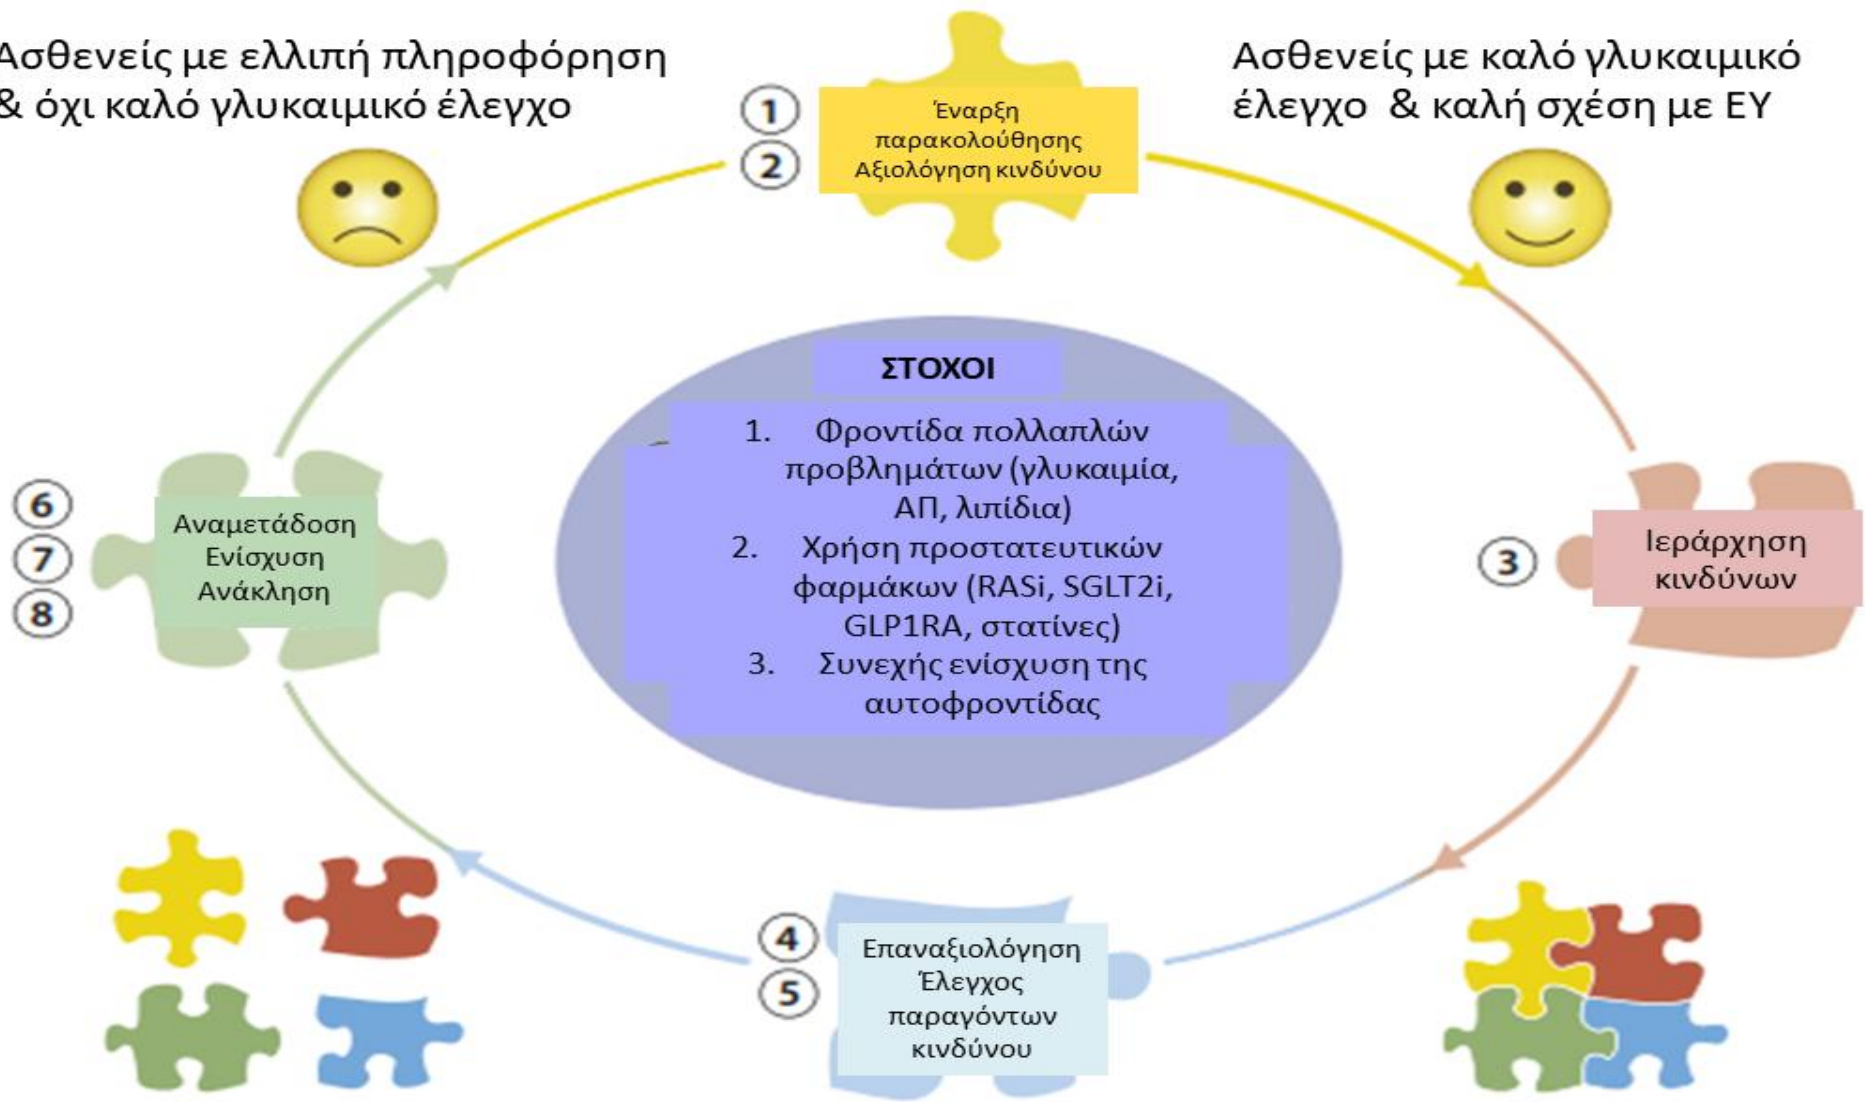 Ασθενείς με ελλιπή πληροφόρηση
& όχι καλό γλυκαιμικό έλεγχο
Ασθενείς με καλό γλυκαιμικό
έλεγχο & καλή σχέση με ΕΥ
1
2
Έναρξη
παρακολούθησης
Αξιολόγηση κινδύνου
ΣΤΟΧΟΙ
1. Φροντίδα πολλαπλών
προβλημάτων (γλυκαιμία,
ΑΠ, λιπίδια)
2. Χρήση προστατευτικών
φαρμάκων (RASi, SGLT2i,
GLP1RA, στατίνες)
3. Συνεχής ενίσχυση της
αυτοφροντίδας
3
Ιεράρχηση
κινδύνων
4
5
Επαναξιολόγηση
Έλεγχος
παραγόντων
κινδύνου
6
7
8
Αναμετάδοση
Ενίσχυση
Ανάκληση